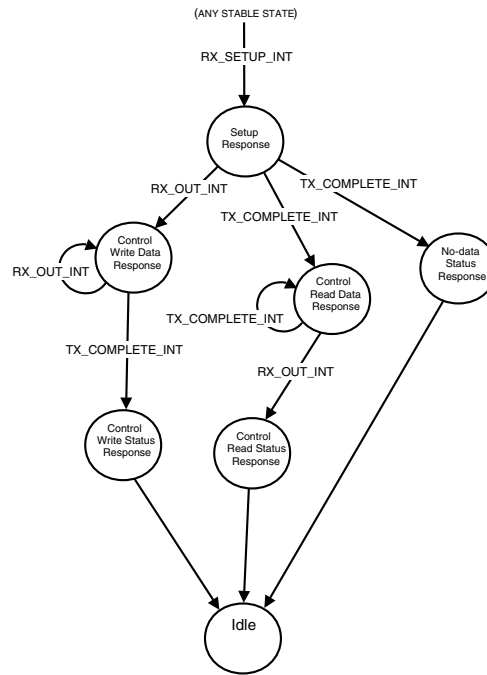 (ANY STABLE STATE)
RX_SETUP_INT
Setup
Response
RX_OUT_INT
TX_COMPLETE_INT
TX_COMPLETE_INT
Control
Write Data
Response
RX_OUT_INT
Control
Read Data
Response
TX_COMPLETE_INT
No-data
Status
Response
TX_COMPLETE_INT
RX_OUT_INT
Control
Write Status
Response
Control
Read Status
Response
Idle